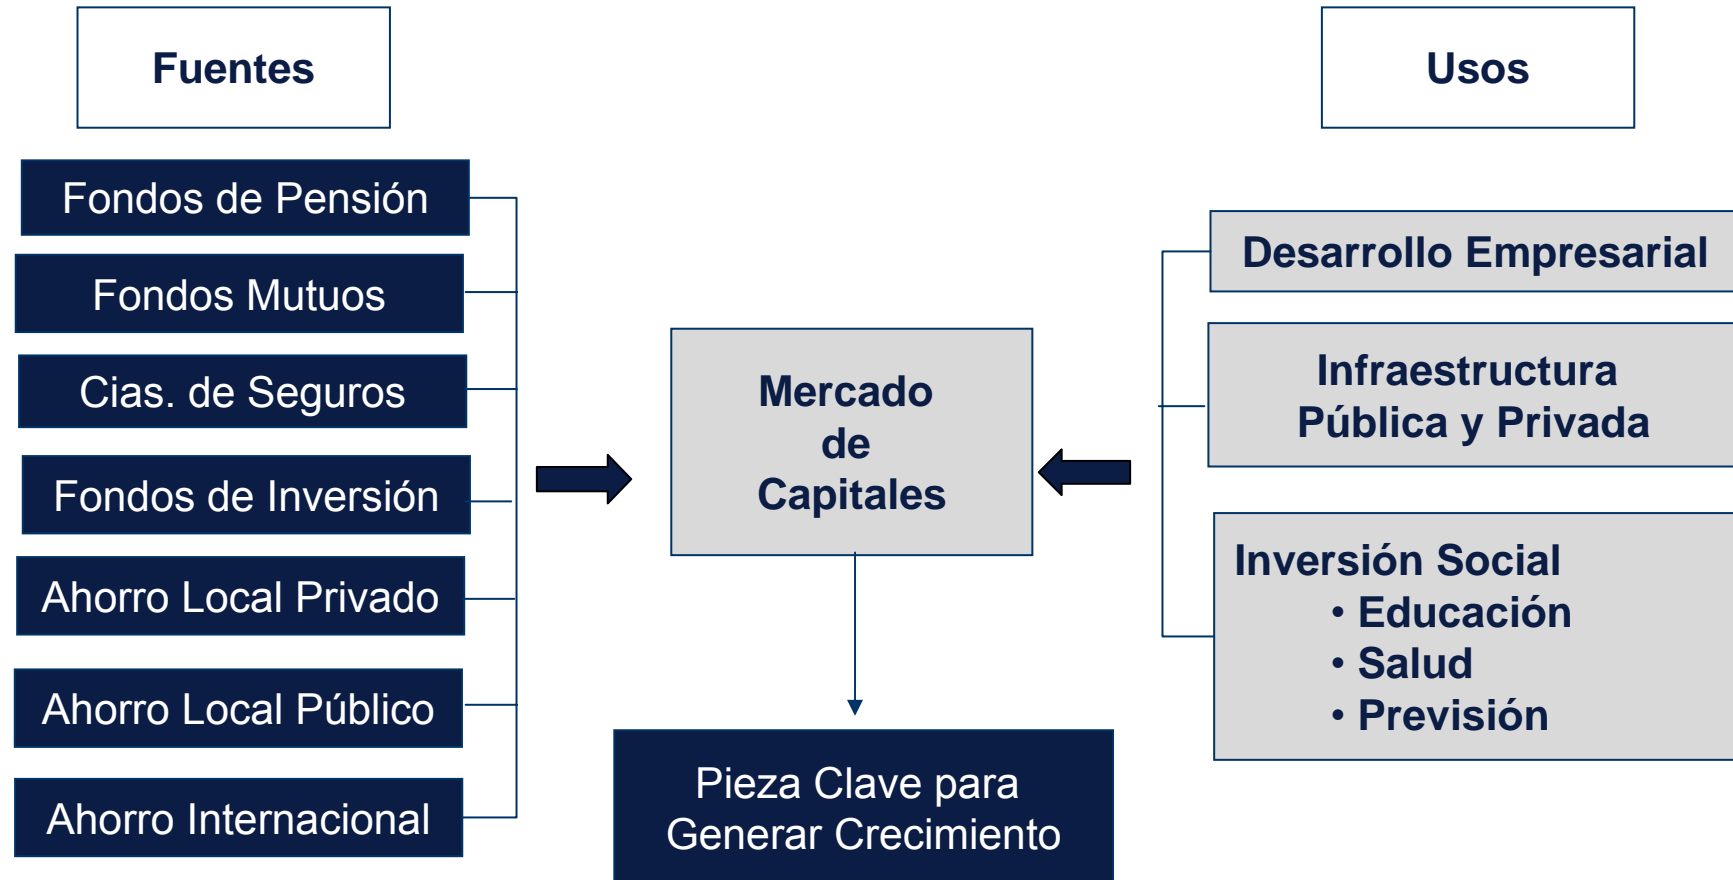 Fuentes
Fondos de Pensión
Fondos Mutuos
Cias. de Seguros
Fondos de Inversión
Ahorro Local Privado
Ahorro Local Público
Ahorro Internacional
Mercado
de
Capitales
Pieza Clave para
Generar Crecimiento
Usos
Desarrollo Empresarial
Infraestructura
Pública y Privada
Inversión Social
• Educación
• Salud
• Previsión